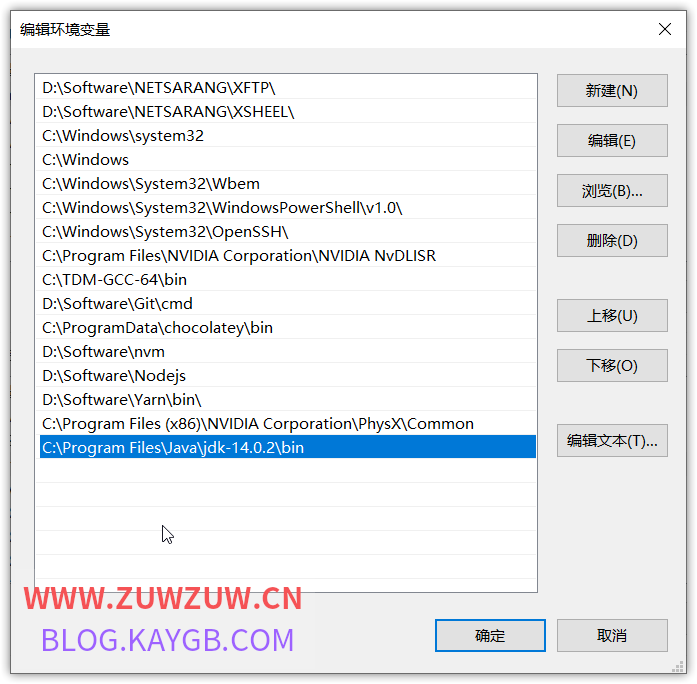 编辑环境变量
D:\Software\NETSARANG\XFTP\
D:\Software\NETSARANG\XSHEEL\
C:\Windows\system32
C:\Windows
C:\Windows\System32\Wbem
C:\Windows\System32\WindowsPowerShell\v1.0\
C:\Windows\System32\OpenSSH\
C:\Program Files\NVIDIA Corporation\NVIDIA NvDLISR
C:\TDM-GCC-64\bin
D:\Software\Git\cmd
C:\ProgramData\chocolatey\bin
D:\Software\nvm
D:\Software\Nodejs
D:\Software\Yarn\bin\
C:\Program Files (x86)\NVIDIA Corporation\PhysX\Common
C:\Program Files\Java\jdk-14.0.2\bin
新建(N)
编辑(E)
浏览(B)...
删除(D)
上移(U)
下移(O)
编辑文本(T)...
WWW.ZUWZUW.CN
BLOG.KAYGB.COM
确定
取消